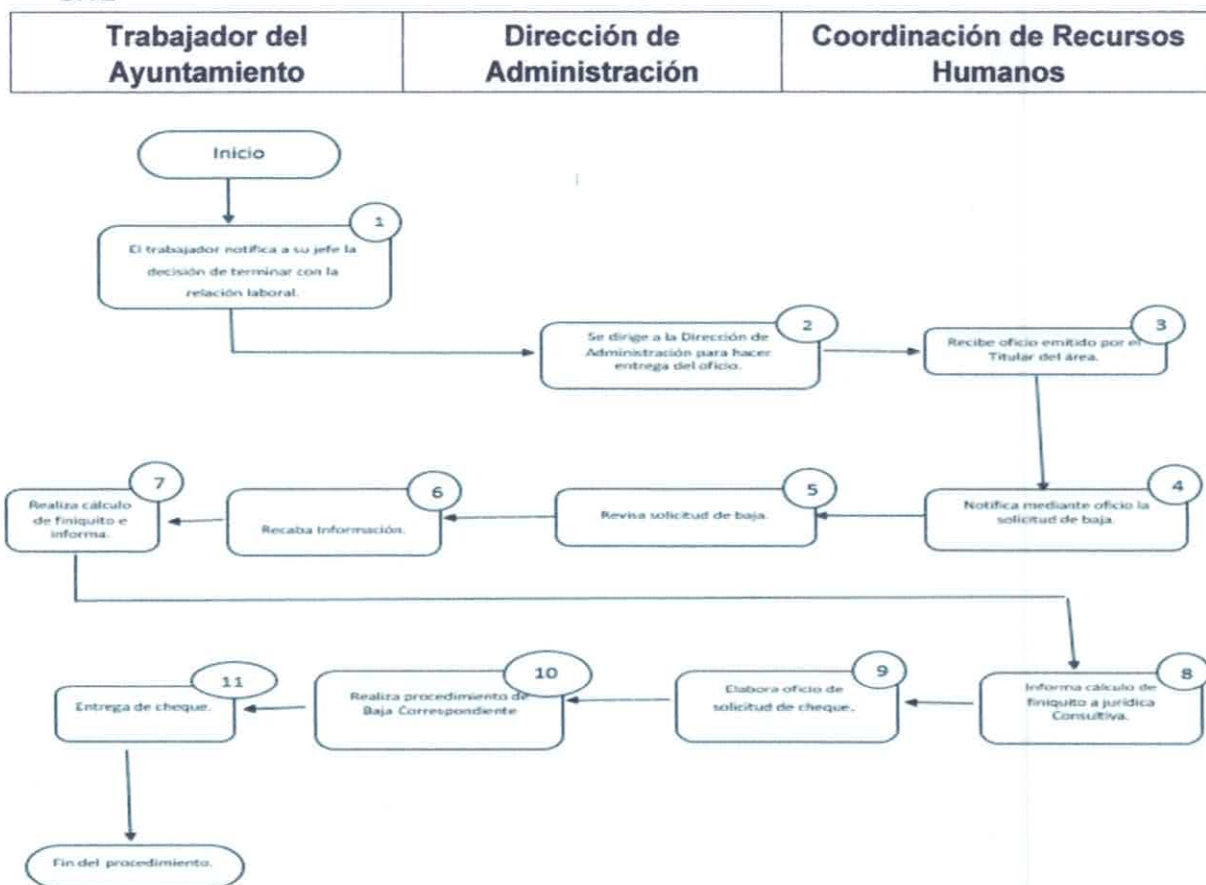 Trabajador del
Ayuntamiento
Dirección de
Administración
Coordinación de Recursos
Humanos
Inicio
1
El trabajador notifica a su jefe la
decisión de terminar con la
relación laboral.
2
Se dirige a la Dirección de
Administración para hacer
entrega del oficio.
3
Recibe oficio emitido por el
Titular del área.
4
Notifica mediante oficio la
solicitud de baja.
5
Revisa solicitud de baja.
6
Recaba Información.
7
Realiza cálculo
de finiquito e
informa.
8
Informa cálculo de
finiquito a jurídica
Consultiva.
9
Elabora oficio de
solicitud de cheque.
10
Realiza procedimiento de
Baja Correspondiente
11
Entrega de cheque.
Fin del procedimiento.